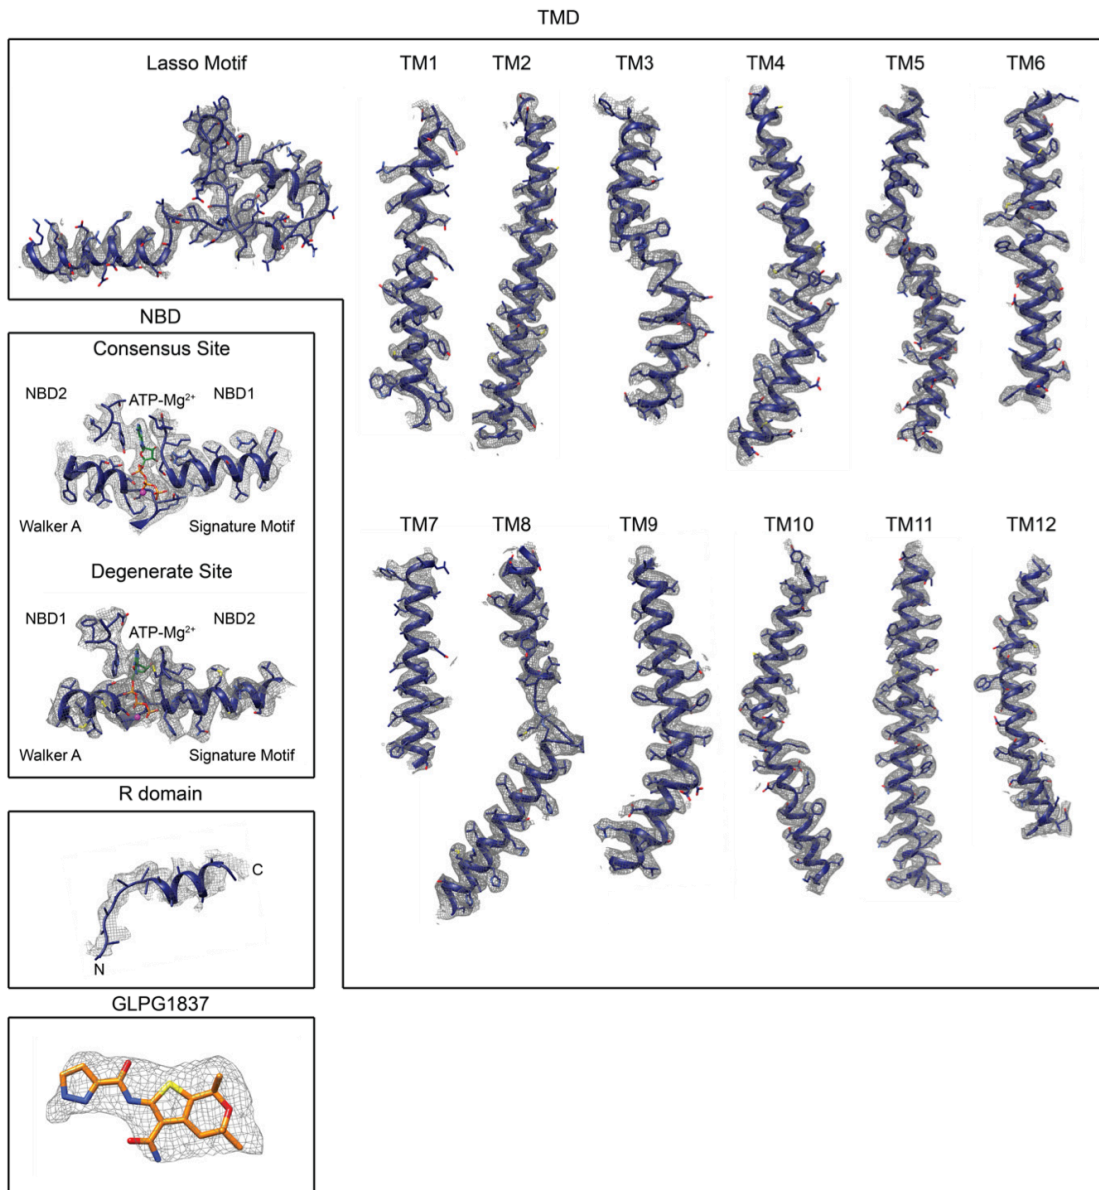 TMD
Lasso Motif
TM1 TM2 TM3 TM4 TM5 TM6
NBD
Consensus Site
NBD2 ATP-Mg²⁺ NBD1
Walker A Signature Motif
Degenerate Site
NBD1 ATP-Mg²⁺ NBD2
Walker A Signature Motif
TM7 TM8 TM9 TM10 TM11 TM12
R domain
C
N
GLPG1837